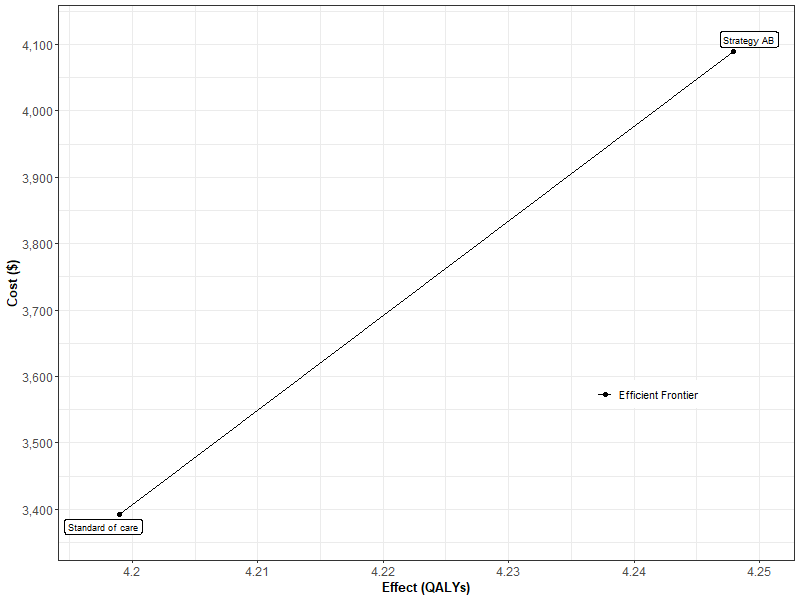 Strategy AB
4,100
4,000
3,900
3,800
3,700
3,600
3,500
3,400
Cost ($)
Efficient Frontier
Standard of care
4.2
4.21
4.22
4.23
4.24
4.25
Effect (QALYs)